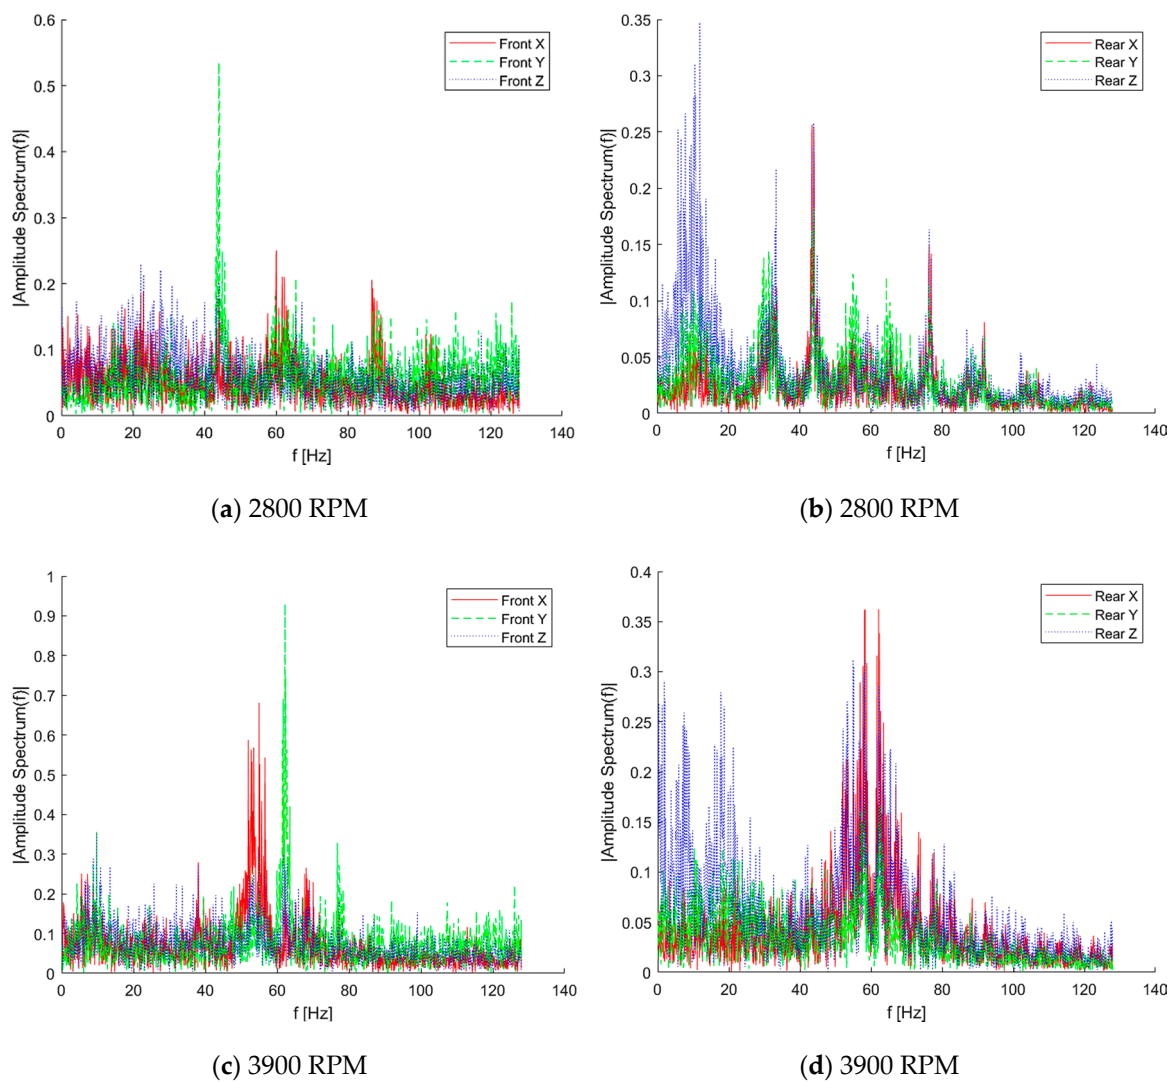 0.6
0.5
0.4
0.3
0.2
0.1
0
|Amplitude Spectrum(f)|
Front X
Front Y
Front Z
0 20 40 60 80 100 120 140
f [Hz]
(a) 2800 RPM
0.35
0.3
0.25
0.2
0.15
0.1
0.05
0
|Amplitude Spectrum(f)|
Rear X
Rear Y
Rear Z
0 20 40 60 80 100 120 140
f [Hz]
(b) 2800 RPM
1
0.9
0.8
0.7
0.6
0.5
0.4
0.3
0.2
0.1
0
|Amplitude Spectrum(f)|
Front X
Front Y
Front Z
0 20 40 60 80 100 120 140
f [Hz]
(c) 3900 RPM
0.4
0.35
0.3
0.25
0.2
0.15
0.1
0.05
0
|Amplitude Spectrum(f)|
Rear X
Rear Y
Rear Z
0 20 40 60 80 100 120 140
f [Hz]
(d) 3900 RPM